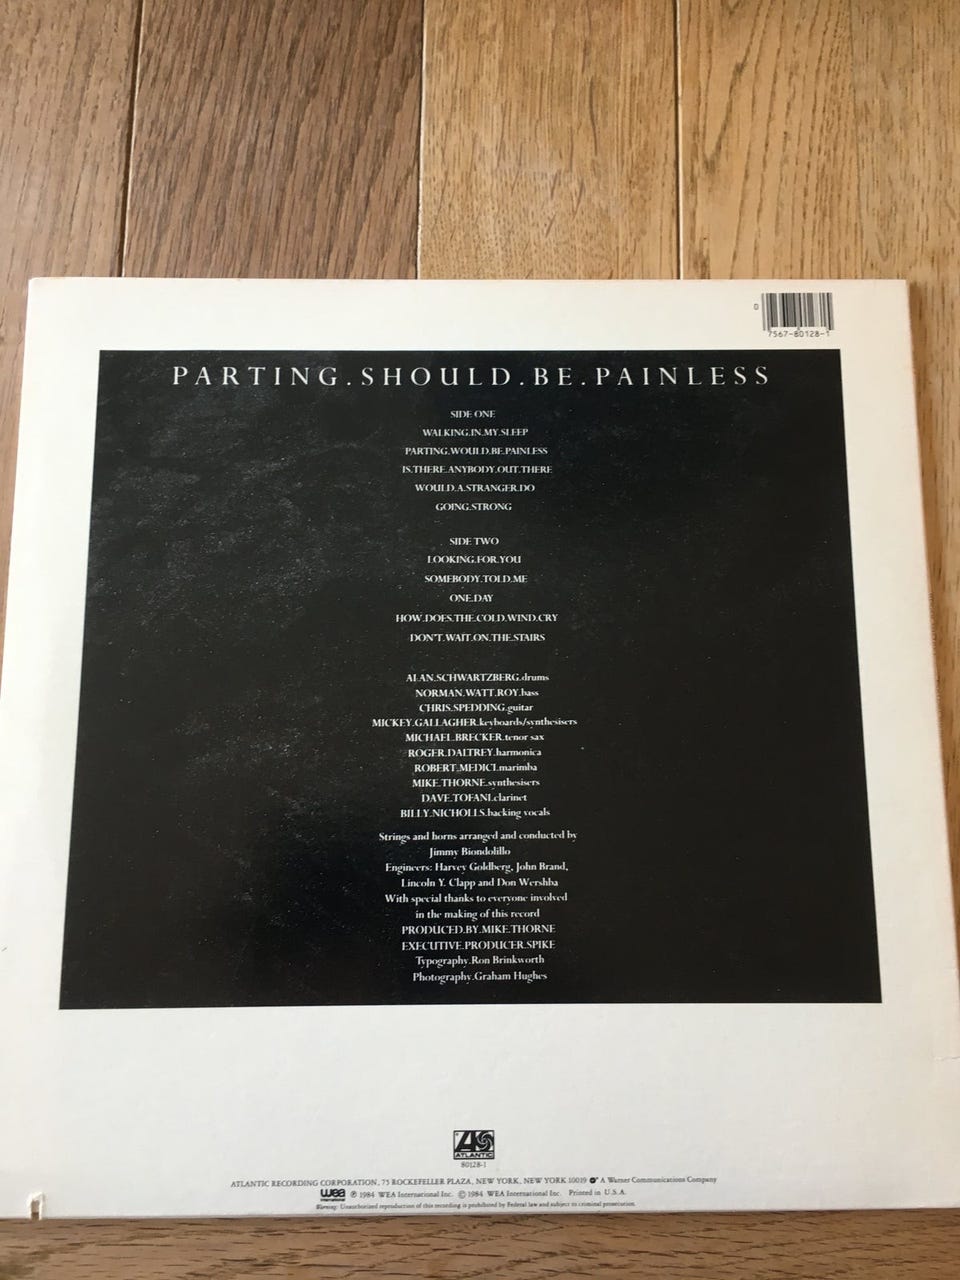 0
7567-80128-1
PARTING.SHOULD.BE.PAINLESS
SIDE ONE
WALKING.IN.MY.SLEEP
PARTING.WOULD.BE.PAINLESS
IS.THERE.ANYBODY.OUT.THERE
WOULD.A.STRANGER.DO
GOING.STRONG
SIDE TWO
LOOKING.FOR.YOU
SOMEBODY.TOLD.ME
ONE.DAY
HOW.DOES.THE.COLD.WIND.CRY
DON'T.WAIT.ON.THE.STAIRS
ALAN.SCHWARTZBERG.drums
NORMAN.WATT.ROY.bass
CHRIS.SPEDDING.guitar
MICKEY.GALLAGHER.keyboards/synthesisers
MICHAEL.BRECKER.tenor sax
ROGER.DALTREY.harmonica
ROBERT.MEDICI.marimba
MIKE.THORNE.synthesisers
DAVE.TOFANI.clarinet
BILLY.NICHOLLS.backing vocals
Strings and horns arranged and conducted by
Jimmy Biondolillo
Engineers: Harvey Goldberg, John Brand,
Lincoln Y. Clapp and Don Wershba
With special thanks to everyone involved
in the making of this record
PRODUCED.BY.MIKE.THORNE
EXECUTIVE.PRODUCER.SPIKE
Typography.Ron Brinkworth
Photography.Graham Hughes
ATLANTIC
80128-1
ATLANTIC RECORDING CORPORATION, 75 ROCKEFELLER PLAZA, NEW YORK, NEW YORK 10019 A Warner Communications Company
wea International ℗ 1984 WEA International Inc. © 1984 WEA International Inc. Printed in U.S.A.
Warning: Unauthorized reproduction of this recording is prohibited by Federal law and subject to criminal prosecution.